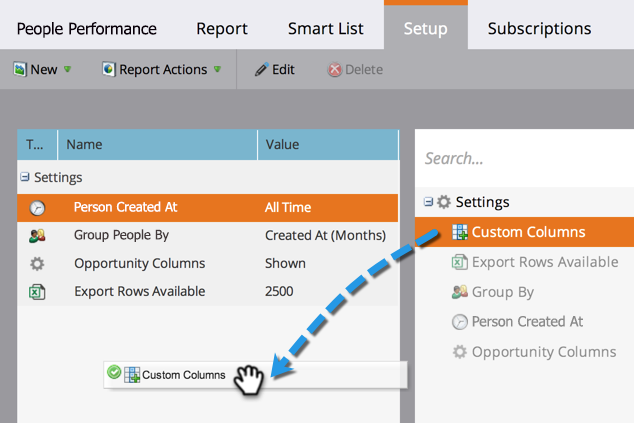 People Performance Report Smart List Setup Subscriptions
New Report Actions Edit Delete
T... Name Value
Settings
Person Created At All Time
Group People By Created At (Months)
Opportunity Columns Shown
Export Rows Available 2500
Custom Columns
Search...
Settings
Custom Columns
Export Rows Available
Group By
Person Created At
Opportunity Columns